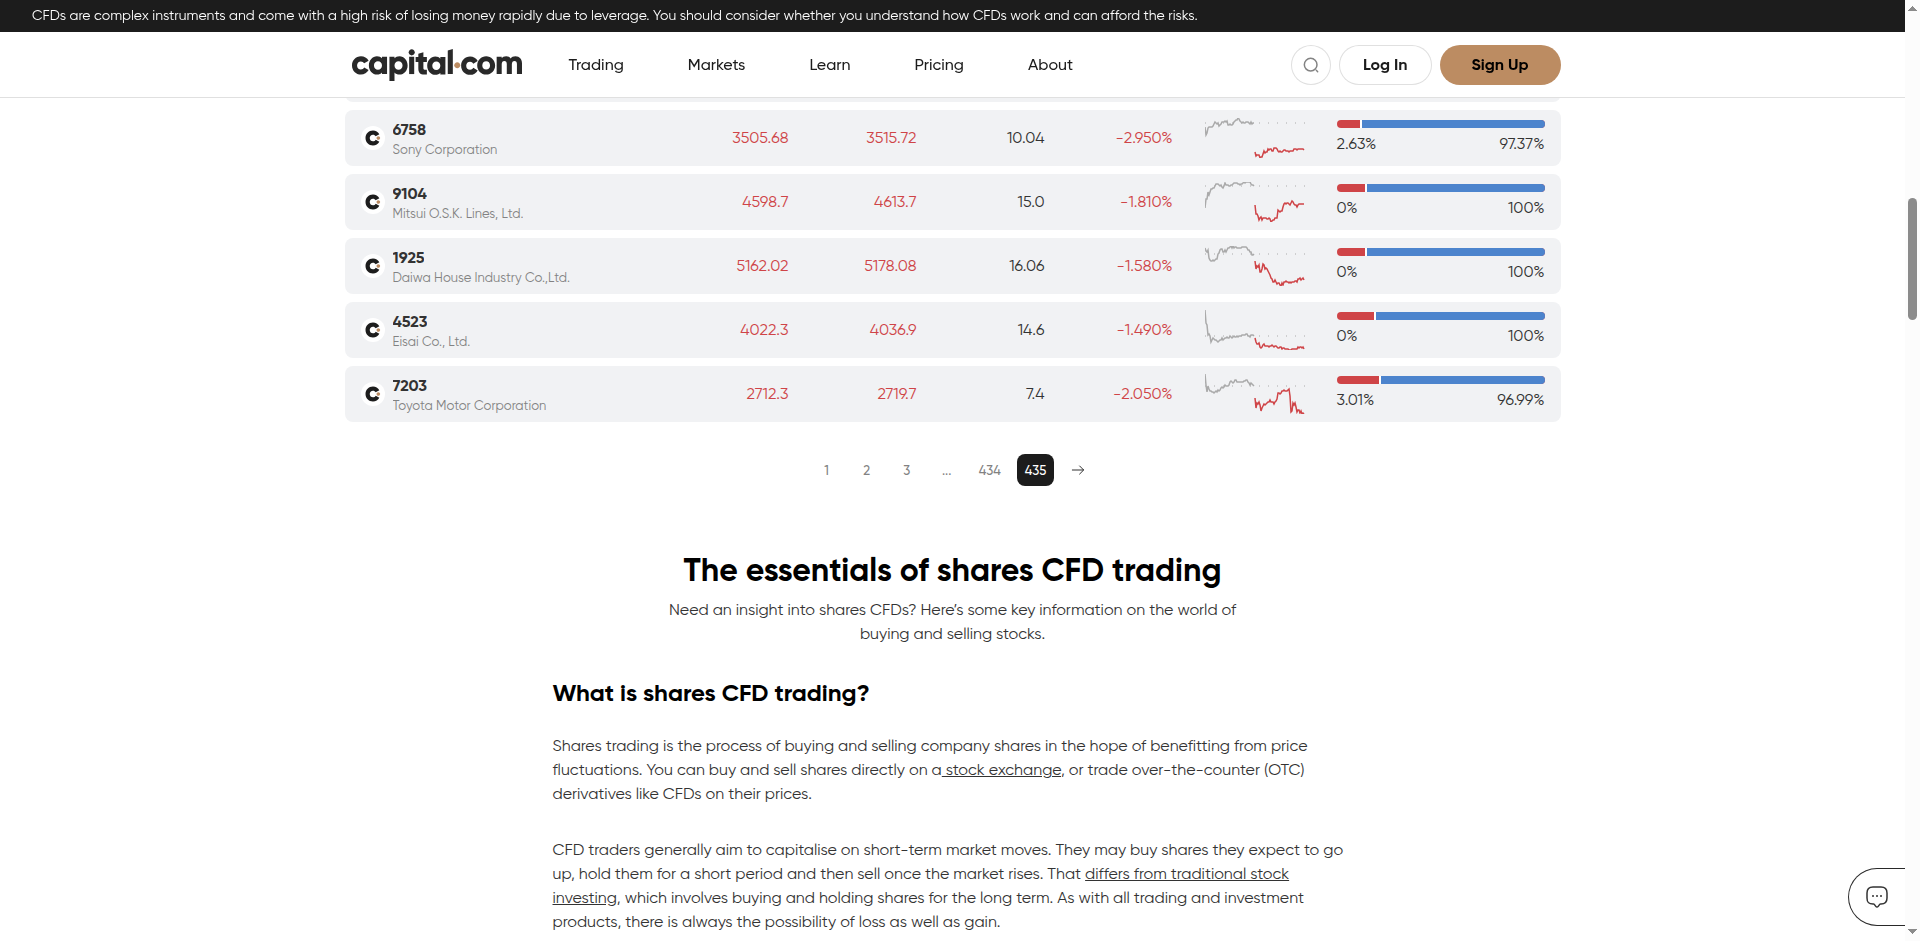 CFDs are complex instruments and come with a high risk of losing money rapidly due to leverage. You should consider whether you understand how CFDs work and can afford the risks.
capital.com Trading Markets Learn Pricing About Log In Sign Up
6758
Sony Corporation
3505.68 3515.72 10.04 -2.950%
2.63% 97.37%
9104
Mitsui O.S.K. Lines, Ltd.
4598.7 4613.7 15.0 -1.810%
0% 100%
1925
Daiwa House Industry Co.,Ltd.
5162.02 5178.08 16.06 -1.580%
0% 100%
4523
Eisai Co., Ltd.
4022.3 4036.9 14.6 -1.490%
0% 100%
7203
Toyota Motor Corporation
2712.3 2719.7 7.4 -2.050%
3.01% 96.99%
1 2 3 ... 434 435
The essentials of shares CFD trading
Need an insight into shares CFDs? Here's some key information on the world of
buying and selling stocks.
What is shares CFD trading?
Shares trading is the process of buying and selling company shares in the hope of benefitting from price
fluctuations. You can buy and sell shares directly on a stock exchange, or trade over-the-counter (OTC)
derivatives like CFDs on their prices.
CFD traders generally aim to capitalise on short-term market moves. They may buy shares they expect to go
up, hold them for a short period and then sell once the market rises. That differs from traditional stock
investing, which involves buying and holding shares for the long term. As with all trading and investment
products, there is always the possibility of loss as well as gain.